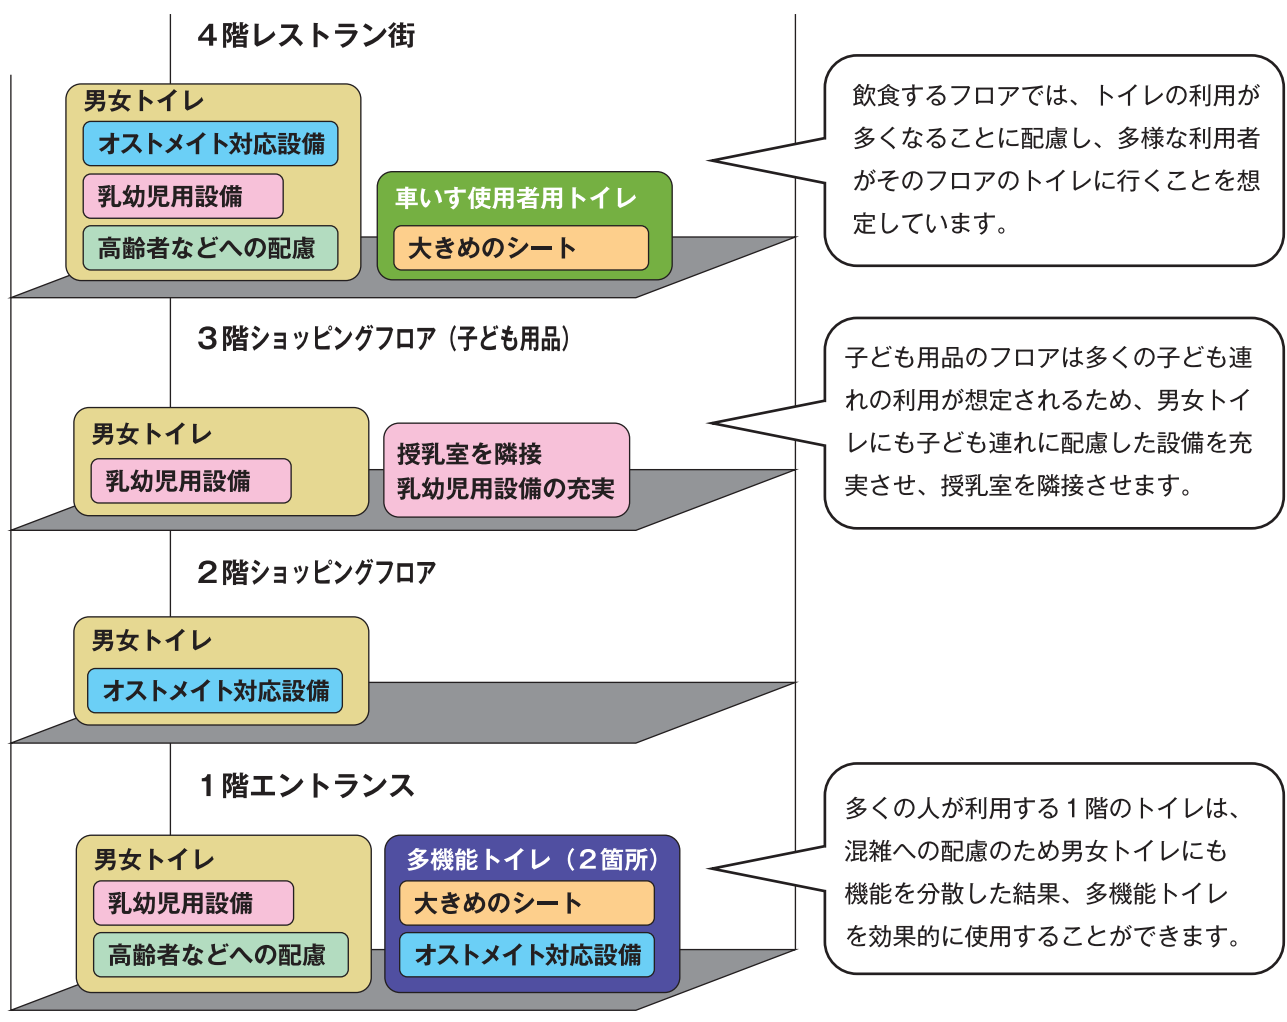 ４階レストラン街
男女トイレ
オストメイト対応設備
乳幼児用設備
高齢者などへの配慮
車いす使用者用トイレ
大きめのシート
飲食するフロアでは、トイレの利用が
多くなることに配慮し、多様な利用者
がそのフロアのトイレに行くことを想
定しています。
３階ショッピングフロア（子ども用品）
男女トイレ
乳幼児用設備
授乳室を隣接
乳幼児用設備の充実
子ども用品のフロアは多くの子ども連
れの利用が想定されるため、男女トイ
レにも子ども連れに配慮した設備を充
実させ、授乳室を隣接させます。
２階ショッピングフロア
男女トイレ
オストメイト対応設備
１階エントランス
男女トイレ
乳幼児用設備
高齢者などへの配慮
多機能トイレ（２箇所）
大きめのシート
オストメイト対応設備
多くの人が利用する１階のトイレは、
混雑への配慮のため男女トイレにも
機能を分散した結果、多機能トイレ
を効果的に使用することができます。